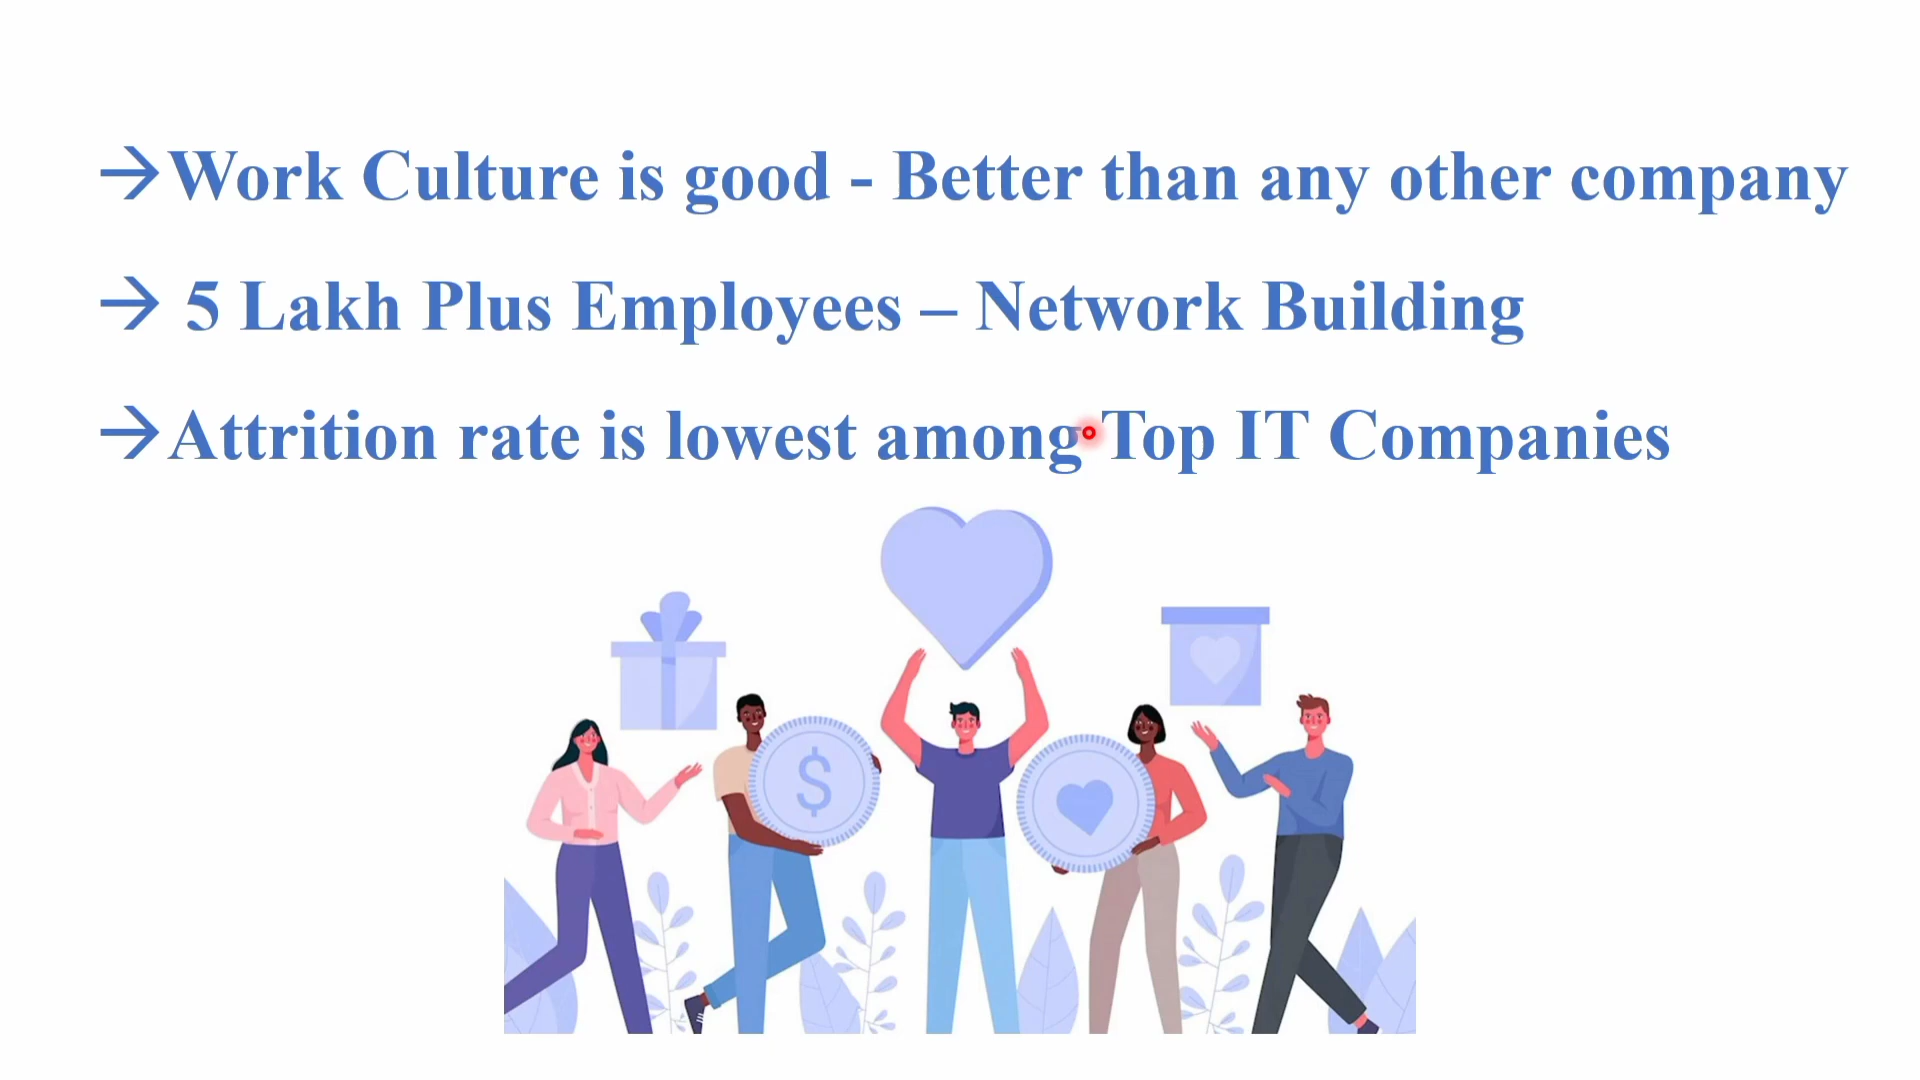 →Work Culture is good - Better than any other company
→ 5 Lakh Plus Employees – Network Building
→Attrition rate is lowest among Top IT Companies
$